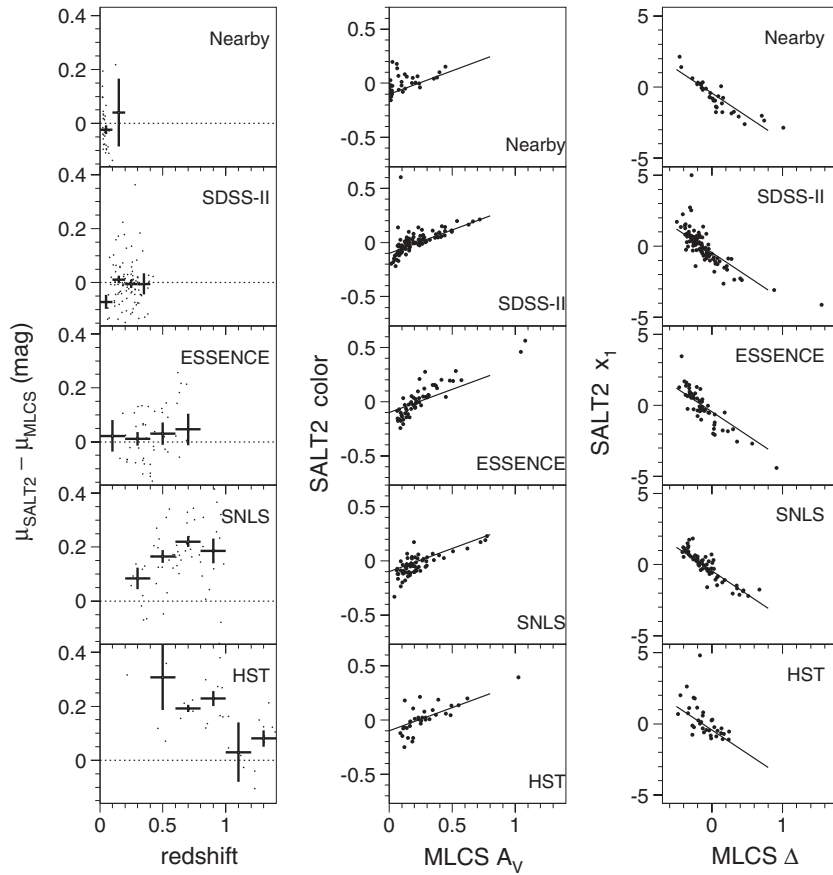 0.4
0.2
0
Nearby
0.5
0
-0.5
Nearby
5
0
-5
Nearby
0.4
0.2
0
SDSS-II
0.5
0
-0.5
SDSS-II
5
0
-5
SDSS-II
0.4
0.2
0
ESSENCE
0.5
0
-0.5
ESSENCE
5
0
-5
ESSENCE
0.4
0.2
0
SNLS
0.5
0
-0.5
SNLS
5
0
-5
SNLS
0.4
0.2
0
HST
0.5
0
-0.5
HST
5
0
-5
HST
μSALT2 − μMLCS (mag)
SALT2 color
SALT2 x1
0 0.5 1
redshift
0 0.5 1
MLCS AV
0 1
MLCS Δ